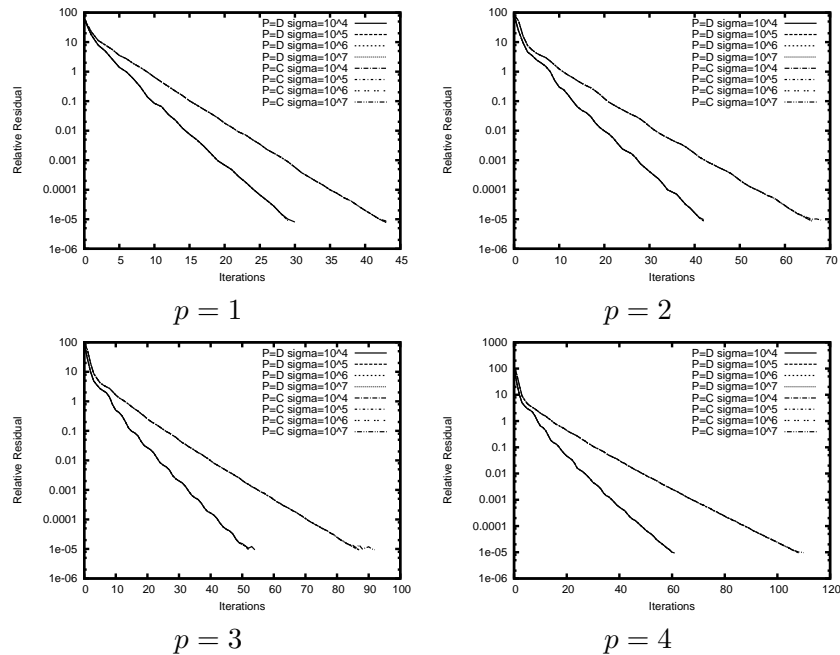 100
10
1
0.1
0.01
0.001
0.0001
1e-05
1e-06
Relative Residual
P=D sigma=10^4
P=D sigma=10^5
P=D sigma=10^6
P=D sigma=10^7
P=C sigma=10^4
P=C sigma=10^5
P=C sigma=10^6
P=C sigma=10^7
0 5 10 15 20 25 30 35 40 45
Iterations
p = 1
100
10
1
0.1
0.01
0.001
0.0001
1e-05
1e-06
Relative Residual
P=D sigma=10^4
P=D sigma=10^5
P=D sigma=10^6
P=D sigma=10^7
P=C sigma=10^4
P=C sigma=10^5
P=C sigma=10^6
P=C sigma=10^7
0 10 20 30 40 50 60 70
Iterations
p = 2
100
10
1
0.1
0.01
0.001
0.0001
1e-05
1e-06
Relative Residual
P=D sigma=10^4
P=D sigma=10^5
P=D sigma=10^6
P=D sigma=10^7
P=C sigma=10^4
P=C sigma=10^5
P=C sigma=10^6
P=C sigma=10^7
0 10 20 30 40 50 60 70 80 90 100
Iterations
p = 3
1000
100
10
1
0.1
0.01
0.001
0.0001
1e-05
1e-06
Relative Residual
P=D sigma=10^4
P=D sigma=10^5
P=D sigma=10^6
P=D sigma=10^7
P=C sigma=10^4
P=C sigma=10^5
P=C sigma=10^6
P=C sigma=10^7
0 20 40 60 80 100 120
Iterations
p = 4